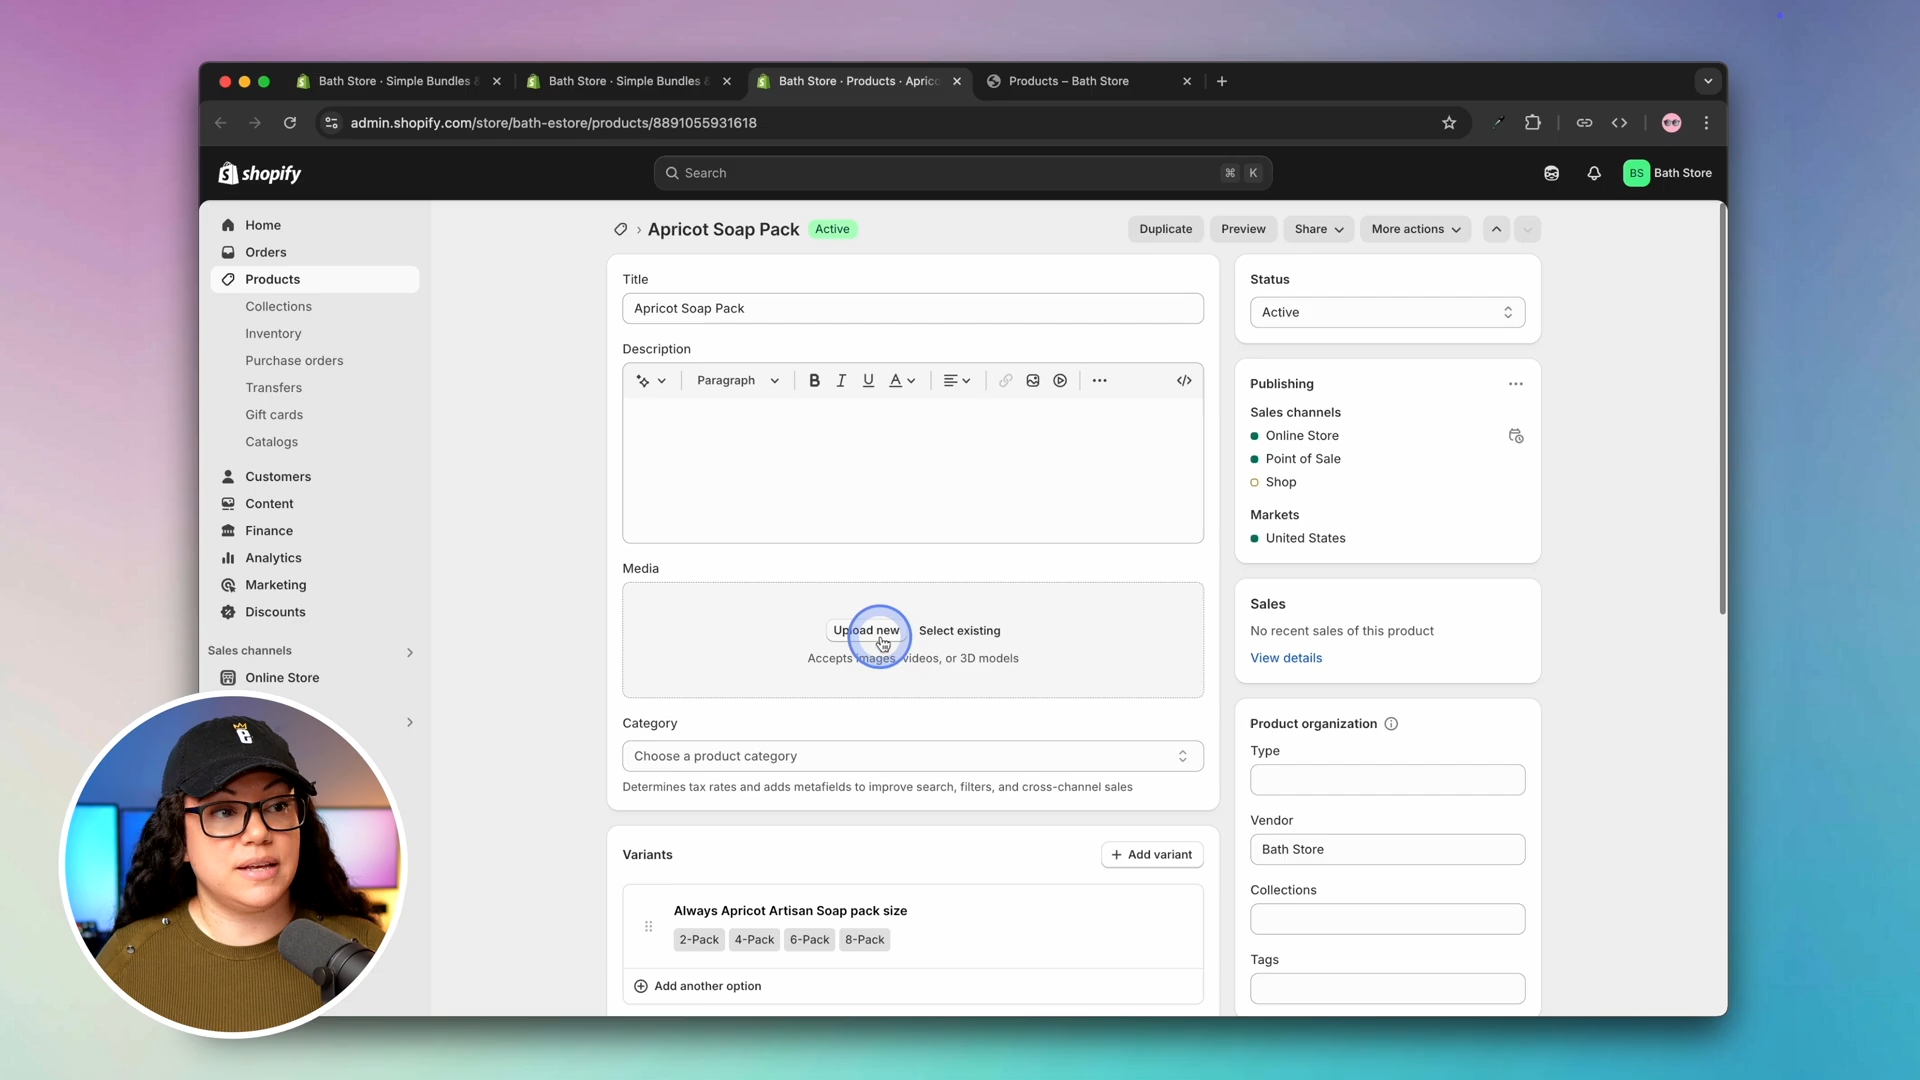 Bath Store · Simple Bundles &
Bath Store · Simple Bundles &
Bath Store · Products · Aprico
Products – Bath Store
admin.shopify.com/store/bath-estore/products/8891055931618
shopify
Search
⌘ K
BS Bath Store
Home
Orders
Products
Collections
Inventory
Purchase orders
Transfers
Gift cards
Catalogs
Customers
Content
Finance
Analytics
Marketing
Discounts
Sales channels
Online Store
Apricot Soap Pack
Active
Duplicate
Preview
Share
More actions
Title
Apricot Soap Pack
Description
Paragraph
B I U A
Media
Upload new
Select existing
Accepts images, videos, or 3D models
Category
Choose a product category
Determines tax rates and adds metafields to improve search, filters, and cross-channel sales
Variants
Add variant
Always Apricot Artisan Soap pack size
2-Pack 4-Pack 6-Pack 8-Pack
Add another option
Status
Active
Publishing
Sales channels
Online Store
Point of Sale
Shop
Markets
United States
Sales
No recent sales of this product
View details
Product organization
Type
Vendor
Bath Store
Collections
Tags